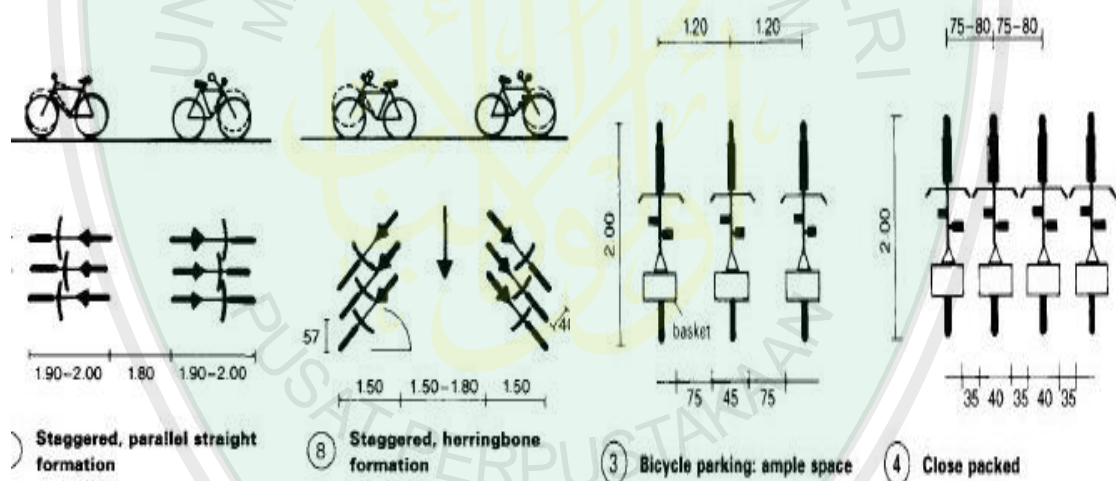 1.20 1.20
75-80 75-80
2.00
2.00
basket
57
1.90-2.00 1.80 1.90-2.00
1.50 1.50-1.80 1.50
75 45 75
35 40 35 40 35
Staggered, parallel straight
formation
8 Staggered, herringbone
formation
3 Bicycle parking: ample space
4 Close packed
PUSAT PERPUSTAKAAN